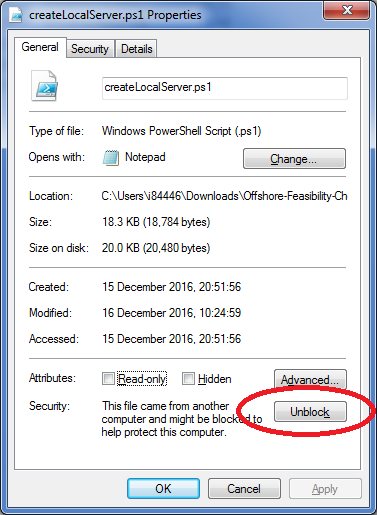 createLocalServer.ps1 Properties
General Security Details
createLocalServer.ps1
Type of file: Windows PowerShell Script (.ps1)
Opens with: Notepad Change...
Location: C:\Users\i84446\Downloads\Offshore-Feasibility-Ch
Size: 18.3 KB (18,784 bytes)
Size on disk: 20.0 KB (20,480 bytes)
Created: 15 December 2016, 20:51:56
Modified: 16 December 2016, 10:24:59
Accessed: 15 December 2016, 20:51:56
Attributes: Read-only Hidden Advanced...
Security: This file came from another
computer and might be blocked to
help protect this computer.
Unblock
OK Cancel Apply